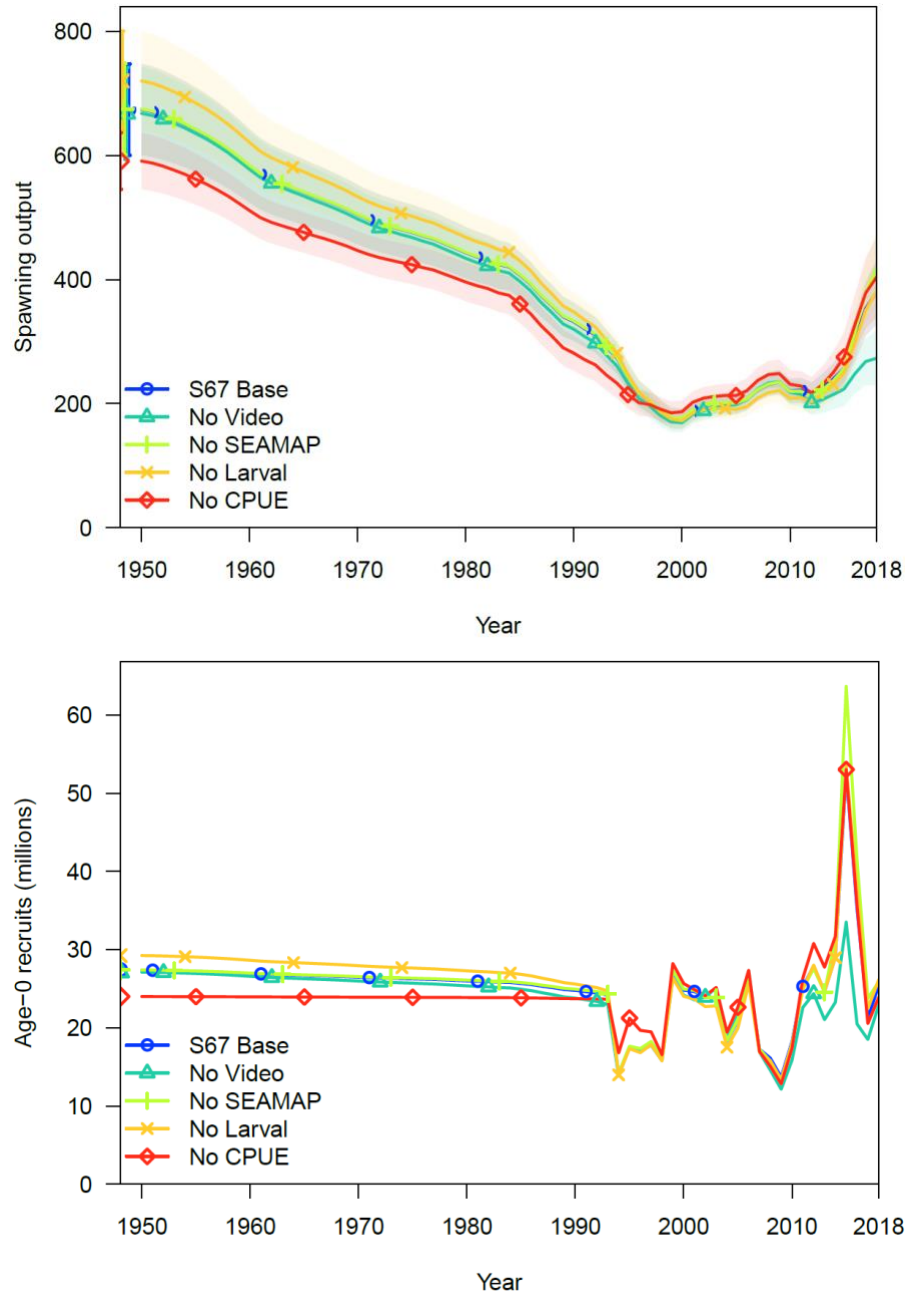 800
600
400
200
0
Spawning output
S67 Base
No Video
No SEAMAP
No Larval
No CPUE
1950 1960 1970 1980 1990 2000 2010 2018
Year
60
50
40
30
20
10
0
Age−0 recruits (millions)
S67 Base
No Video
No SEAMAP
No Larval
No CPUE
1950 1960 1970 1980 1990 2000 2010 2018
Year